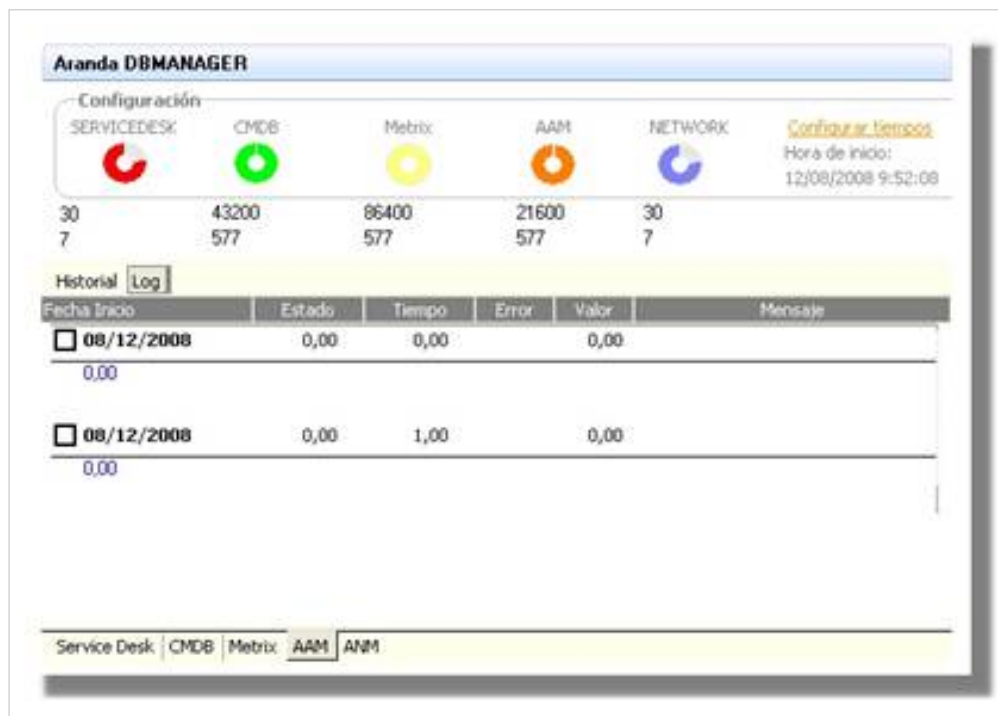 Aranda DBMANAGER
Configuración
SERVICEDESK CMDB Metrix AAM NETWORK Configurar tiempos
Hora de inicio:
12/08/2008 9:52:08
30 43200 86400 21600 30
7 577 577 577 7
Historial Log
Fecha Inicio Estado Tiempo Error Valor Mensaje
08/12/2008 0,00 0,00 0,00
0,00
08/12/2008 0,00 1,00 0,00
0,00
Service Desk CMDB Metrix AAM ANM